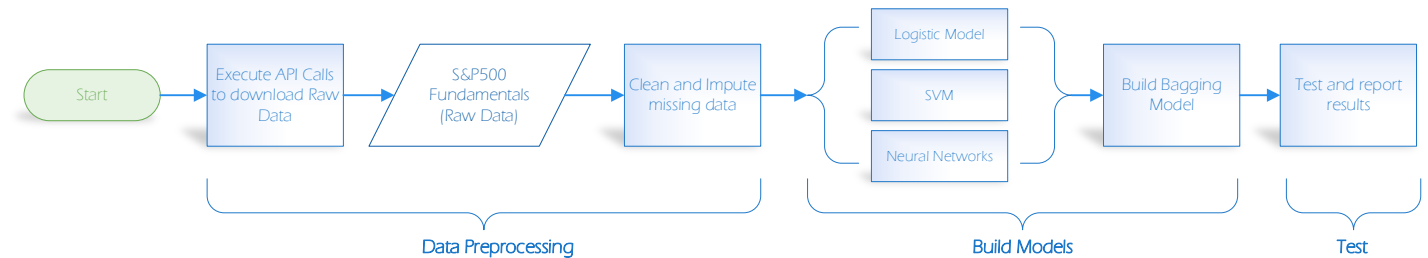 Start
Execute API Calls
to download Raw
Data
S&P500
Fundamentals
(Raw Data)
Clean and Impute
missing data
Logistic Model
SVM
Neural Networks
Build Bagging
Model
Test and report
results
Data Preprocessing
Build Models
Test